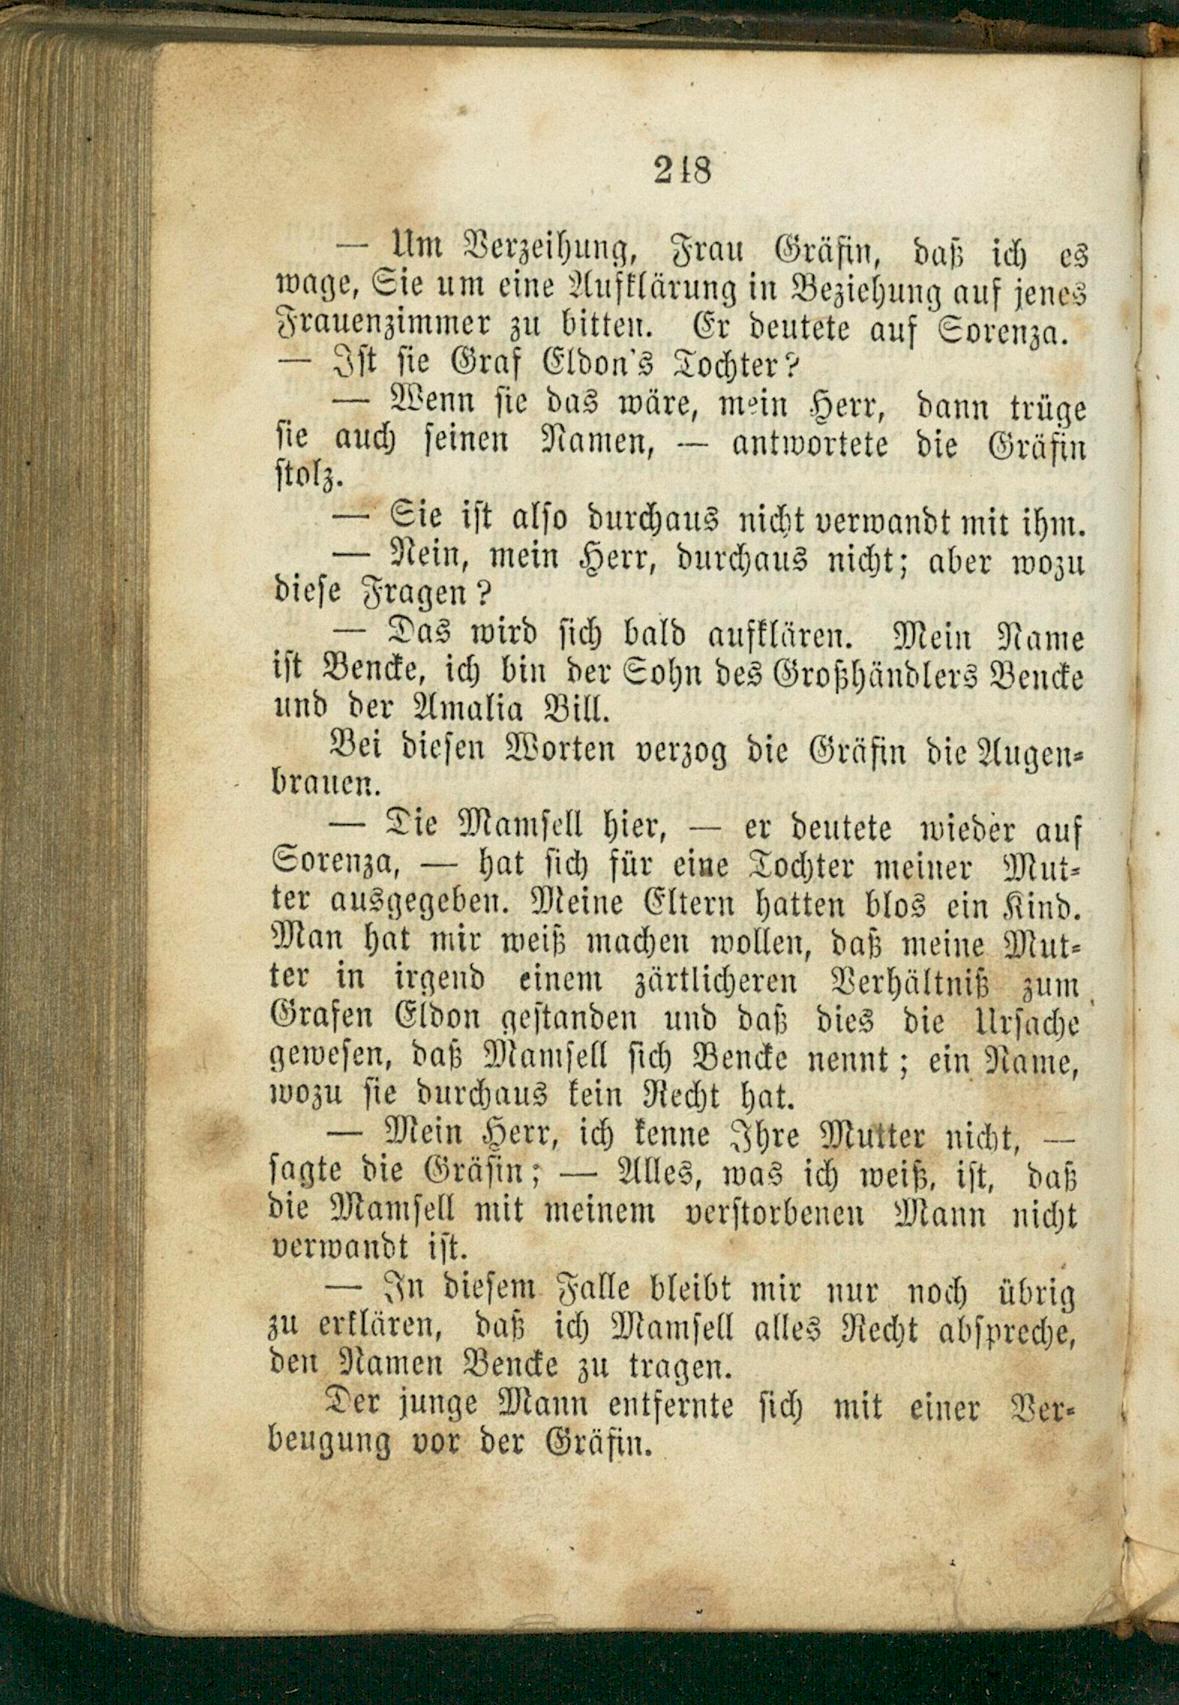 248
— Um Verzeihung, Frau Gräfin, daß ich es
wage, Sie um eine Aufklärung in Beziehung auf jenes
Frauenzimmer zu bitten. Er deutete auf Sorenza.
— Ist sie Graf Eldon's Tochter?
— Wenn sie das wäre, mein Herr, dann trüge
sie auch seinen Namen, — antwortete die Gräfin
stolz.
— Sie ist also durchaus nicht verwandt mit ihm.
— Nein, mein Herr, durchaus nicht; aber wozu
diese Fragen?
— Das wird sich bald aufklären. Mein Name
ist Bencke, ich bin der Sohn des Großhändlers Bencke
und der Amalia Bill.
Bei diesen Worten verzog die Gräfin die Augen-
brauen.
— Die Mamsell hier, — er deutete wieder auf
Sorenza, — hat sich für eine Tochter meiner Mut-
ter ausgegeben. Meine Eltern hatten blos ein Kind.
Man hat mir weiß machen wollen, daß meine Mut-
ter in irgend einem zärtlicheren Verhältniß zum
Grafen Eldon gestanden und daß dies die Ursache
gewesen, daß Mamsell sich Bencke nennt; ein Name,
wozu sie durchaus kein Recht hat.
— Mein Herr, ich kenne Ihre Mutter nicht, —
sagte die Gräfin; — Alles, was ich weiß, ist, daß
die Mamsell mit meinem verstorbenen Mann nicht
verwandt ist.
— In diesem Falle bleibt mir nur noch übrig
zu erklären, daß ich Mamsell alles Recht abspreche,
den Namen Bencke zu tragen.
Der junge Mann entfernte sich mit einer Ver-
beugung vor der Gräfin.